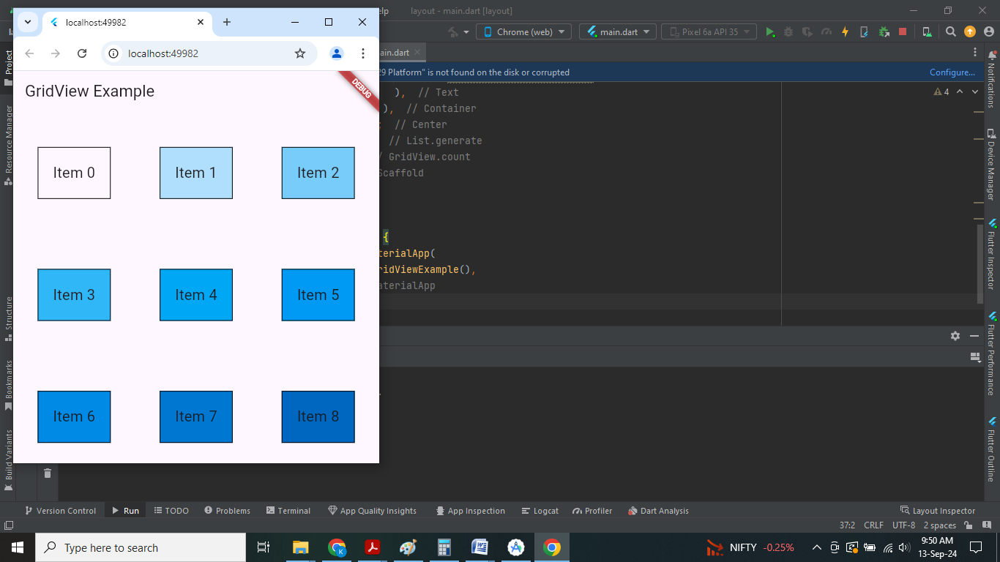 elp
layout - main.dart [layout]
localhost:49982
Chrome (web)
main.dart
Pixel 6a API 35
localhost:49982
ain.dart
29 Platform" is not found on the disk or corrupted
Configure...
DEBUG
GridView Example
), // Text
), // Container
; // Center
// List.generate
/ GridView.count
Scaffold
4
{
terialApp(
ridViewExample(),
aterialApp
Item 0
Item 1
Item 2
Item 3
Item 4
Item 5
Item 6
Item 7
Item 8
Project
Resource Manager
Structure
Bookmarks
Build Variants
Notifications
Device Manager
Flutter Inspector
Flutter Performance
Flutter Outline
Version Control
Run
TODO
Problems
Terminal
App Quality Insights
App Inspection
Logcat
Profiler
Dart Analysis
Layout Inspector
37:2
CRLF
UTF-8
2 spaces
Type here to search
K
NIFTY -0.25%
9:50 AM
13-Sep-24